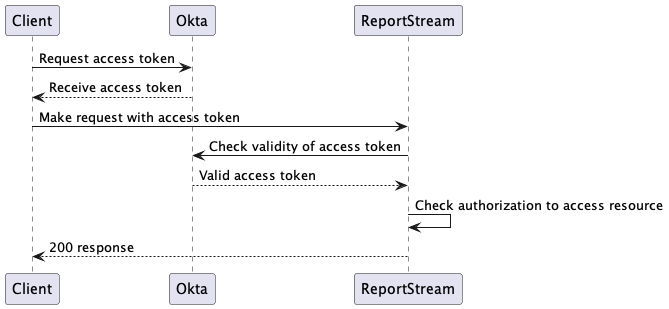 Client
Okta
ReportStream
Request access token
Receive access token
Make request with access token
Check validity of access token
Valid access token
Check authorization to access resource
200 response
Client
Okta
ReportStream